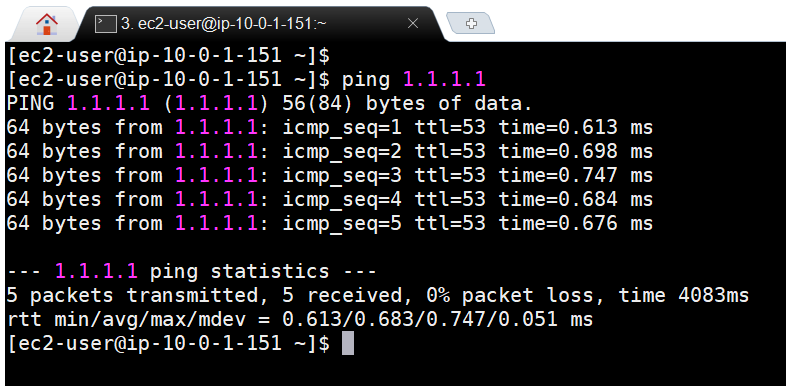 3. ec2-user@ip-10-0-1-151:~
[ec2-user@ip-10-0-1-151 ~]$
[ec2-user@ip-10-0-1-151 ~]$ ping 1.1.1.1
PING 1.1.1.1 (1.1.1.1) 56(84) bytes of data.
64 bytes from 1.1.1.1: icmp_seq=1 ttl=53 time=0.613 ms
64 bytes from 1.1.1.1: icmp_seq=2 ttl=53 time=0.698 ms
64 bytes from 1.1.1.1: icmp_seq=3 ttl=53 time=0.747 ms
64 bytes from 1.1.1.1: icmp_seq=4 ttl=53 time=0.684 ms
64 bytes from 1.1.1.1: icmp_seq=5 ttl=53 time=0.676 ms

--- 1.1.1.1 ping statistics ---
5 packets transmitted, 5 received, 0% packet loss, time 4083ms
rtt min/avg/max/mdev = 0.613/0.683/0.747/0.051 ms
[ec2-user@ip-10-0-1-151 ~]$